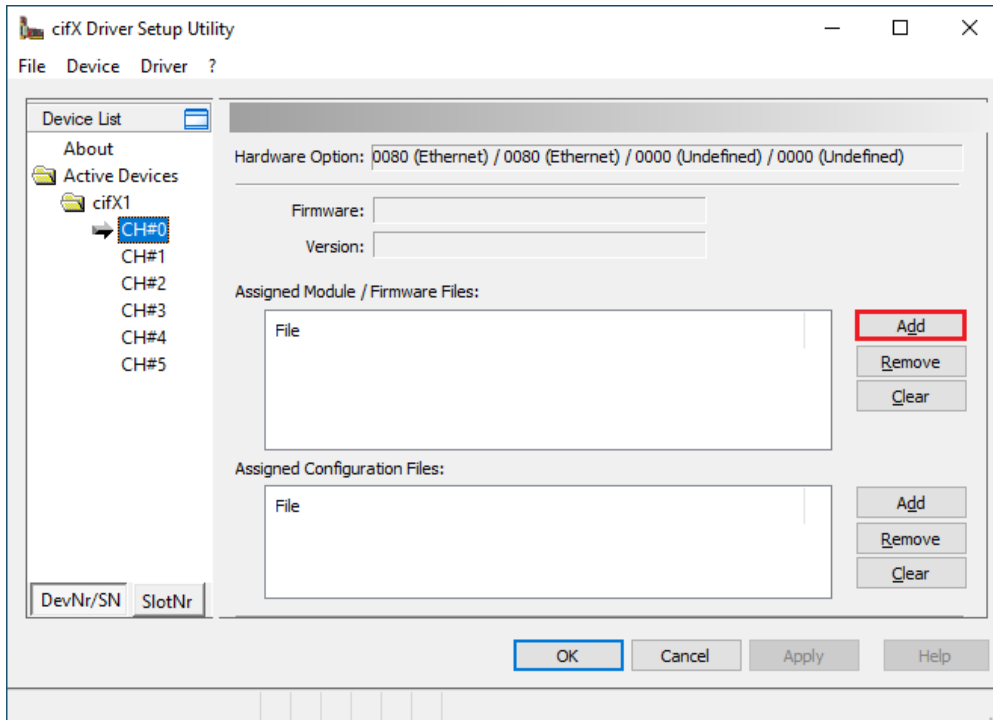 cifX Driver Setup Utility
File Device Driver ?
Device List
About
Active Devices
cifX1
CH#0
CH#1
CH#2
CH#3
CH#4
CH#5
DevNr/SN SlotNr
Hardware Option: 0080 (Ethernet) / 0080 (Ethernet) / 0000 (Undefined) / 0000 (Undefined)
Firmware:
Version:
Assigned Module / Firmware Files:
File
Add
Remove
Clear
Assigned Configuration Files:
File
Add
Remove
Clear
OK Cancel Apply Help